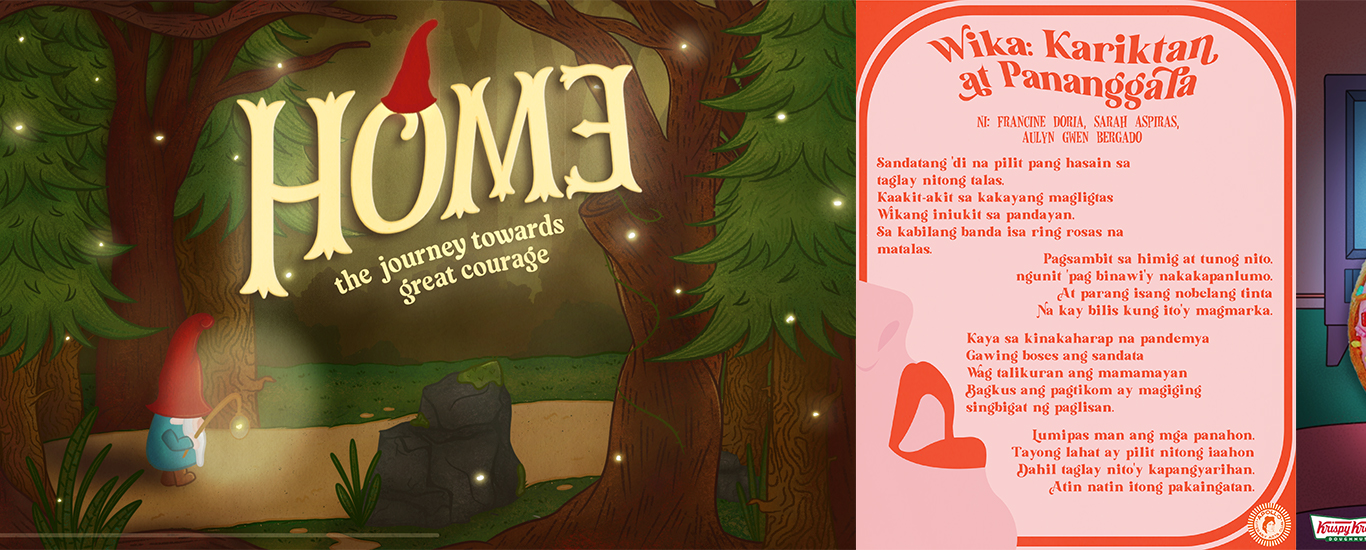 HOME
the journey towards
great courage
Wika: Kariktan
at Pananggala
NI: FRANCINE DORIA, SARAH ASPIRAS,
AULYN GWEN BERGADO
Sandatang 'di na pilit pang hasain sa
taglay nitong talas.
Kaakit-akit sa kakayang magligtas
Wikang iniukit sa pandayan.
Sa kabilang banda isa ring rosas na
matalas.
Pagsambit sa himig at tunog nito.
ngunit 'pag binawi'y nakakapanlumo.
At parang isang nobelang tinta
Na kay bilis kung ito'y magmarka.
Kaya sa kinakaharap na pandemya
Gawing boses ang sandata
Wag talikuran ang mamamayan
Bagkus ang pagtikom ay magiging
singbigat ng paglisan.
Lumipas man ang mga panahon.
Tayong lahat ay pilit nitong iaahon
Dahil taglay nito'y kapangyarihan.
Atin natin itong pakaingatan.
Krispy Kr
DOUGHNU